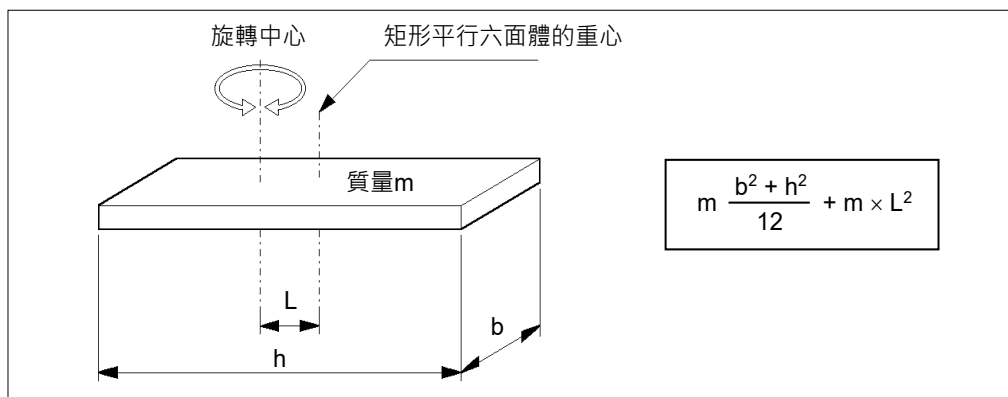 旋轉中心
矩形平行六面體的重心
質量m
m (b² + h²)/12 + m × L²
L
b
h